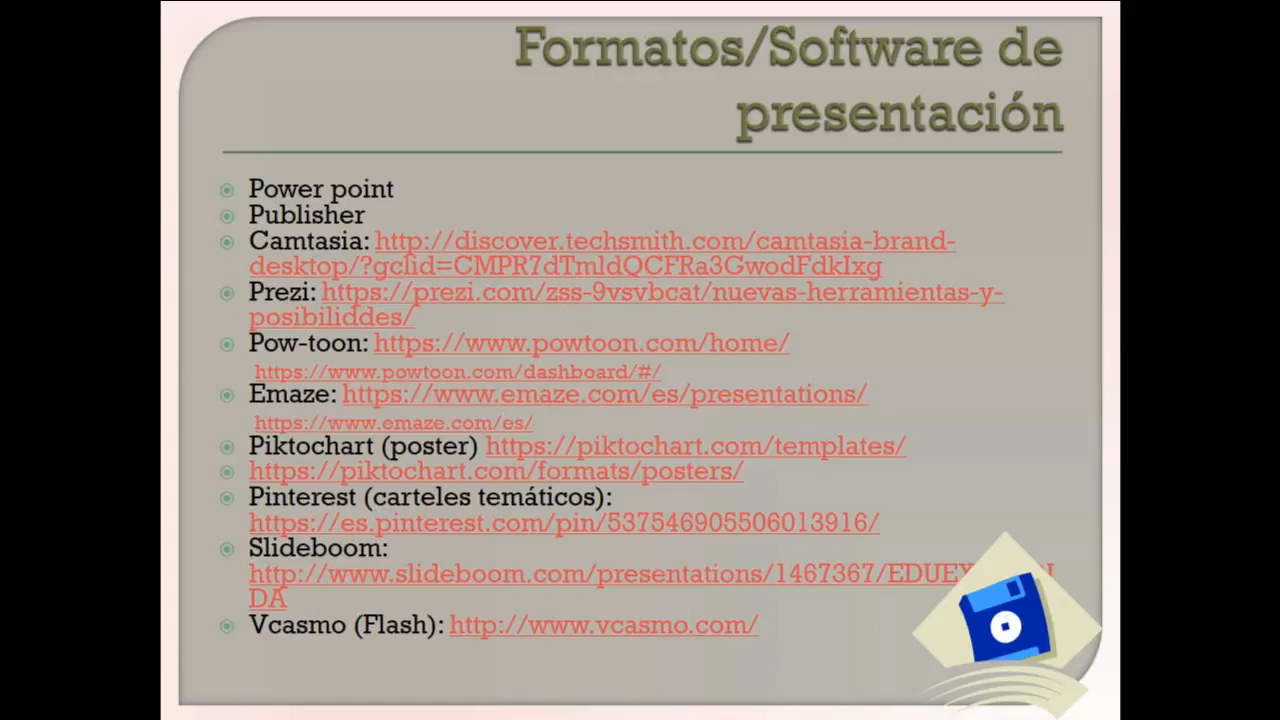 Formatos/Software de
presentación
Power point
Publisher
Camtasia: http://discover.techsmith.com/camtasia-brand-
desktop/?gclid=CMPR7dTmldQCFRa3GwodFdkIxg
Prezi: https://prezi.com/zss-9vsvbcat/nuevas-herramientas-y-
posibiliddes/
Pow-toon: https://www.powtoon.com/home/
https://www.powtoon.com/dashboard/#/
Emaze: https://www.emaze.com/es/presentations/
https://www.emaze.com/es/
Piktochart (poster) https://piktochart.com/templates/
https://piktochart.com/formats/posters/
Pinterest (carteles temáticos):
https://es.pinterest.com/pin/537546905506013916/
Slideboom:
http://www.slideboom.com/presentations/1467367/
DA
Vcasmo (Flash): http://www.vcasmo.com/